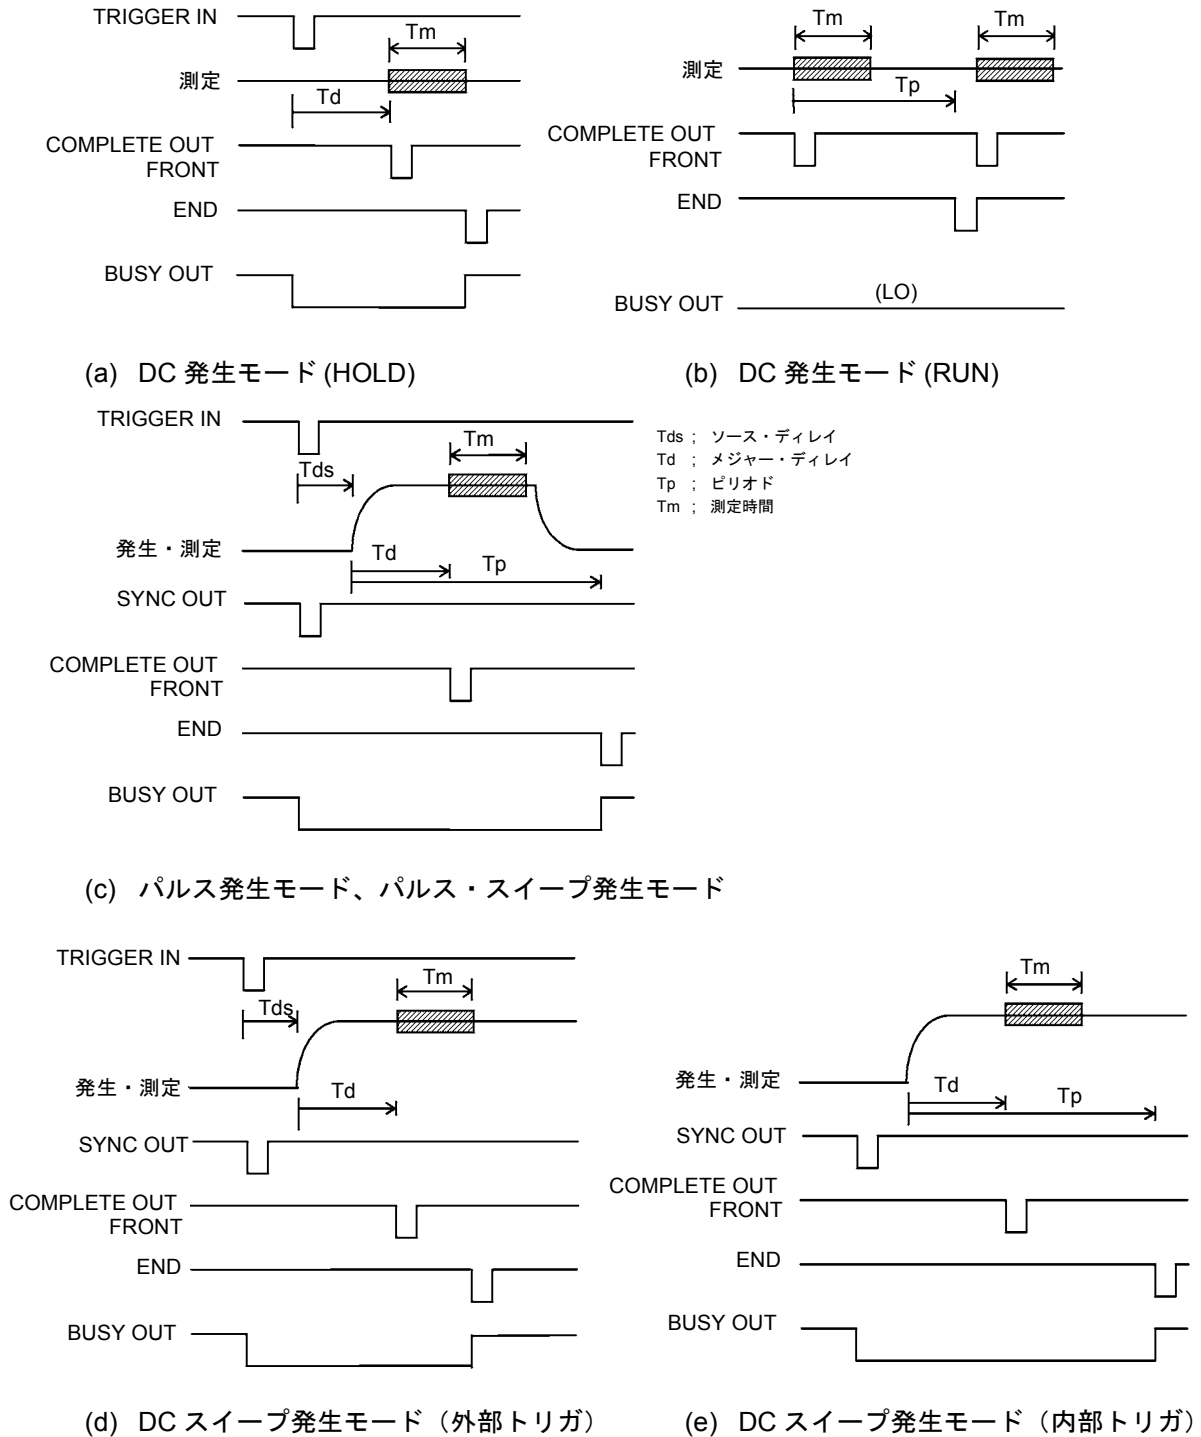 TRIGGER IN
Tm
測定
Td
COMPLETE OUT
FRONT
END
BUSY OUT
(a) DC 発生モード (HOLD)
Tm
Tm
測定
Tp
COMPLETE OUT
FRONT
END
(LO)
BUSY OUT
(b) DC 発生モード (RUN)
TRIGGER IN
Tm
Tds
発生・測定
Td
Tp
SYNC OUT
COMPLETE OUT
FRONT
END
BUSY OUT
Tds ; ソース・ディレイ
Td ; メジャー・ディレイ
Tp ; ピリオド
Tm ; 測定時間
(c) パルス発生モード、パルス・スイープ発生モード
TRIGGER IN
Tm
Tds
発生・測定
Td
SYNC OUT
COMPLETE OUT
FRONT
END
BUSY OUT
(d) DC スイープ発生モード（外部トリガ）
Tm
発生・測定
Td
Tp
SYNC OUT
COMPLETE OUT
FRONT
END
BUSY OUT
(e) DC スイープ発生モード（内部トリガ）